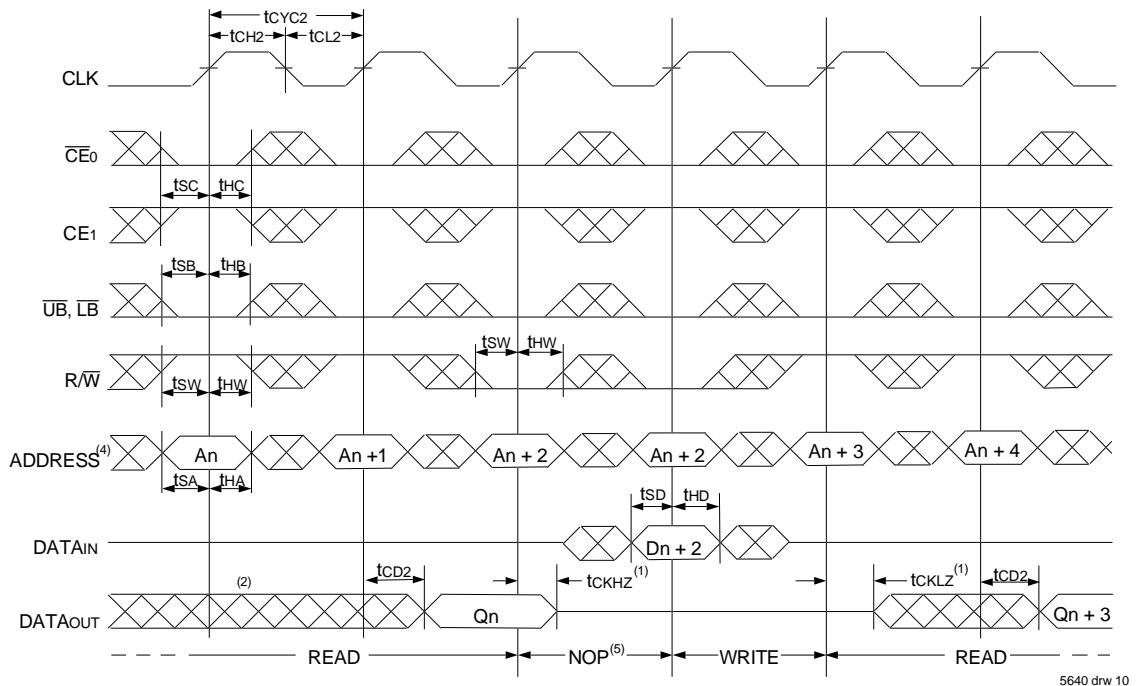 tCYC2
tCH2 tCL2
CLK
CE0
tSC tHC
CE1
tSB tHB
UB, LB
tSW tHW
R/W
tSW tHW
ADDRESS(4) An An +1 An + 2 An + 2 An + 3 An + 4
tSA tHA
tSD tHD
DATAIN Dn + 2
tCD2 tCKHZ(1) tCKLZ(1) tCD2
(2)
DATAOUT Qn Qn + 3
READ NOP(5) WRITE READ
5640 drw 10